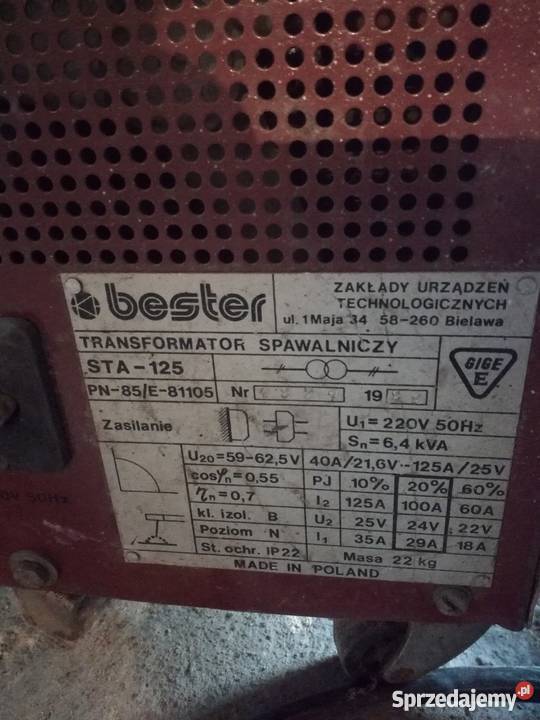 bester
ZAKŁADY URZĄDZEŃ
TECHNOLOGICZNYCH
ul. 1 Maja 34 58-260 Bielawa
TRANSFORMATOR SPAWALNICZY
STA-125
PN-85/E-81105 Nr 19
GIGE
E
Zasilanie
U₁=220V 50Hz
Sₙ=6,4 kVA
U₂₀=59-62,5V 40A/21,6V--125A/25V
cosφₙ=0,55 PJ 10% 20% 60%
ηₙ=0,7 I₂ 125A 100A 60A
kl. izol. B U₂ 25V 24V 22V
Poziom N I₁ 35A 29A 18A
St. ochr. IP22 Masa 22 kg
MADE IN POLAND
0V 50Hz
Sprzedajemy.pl